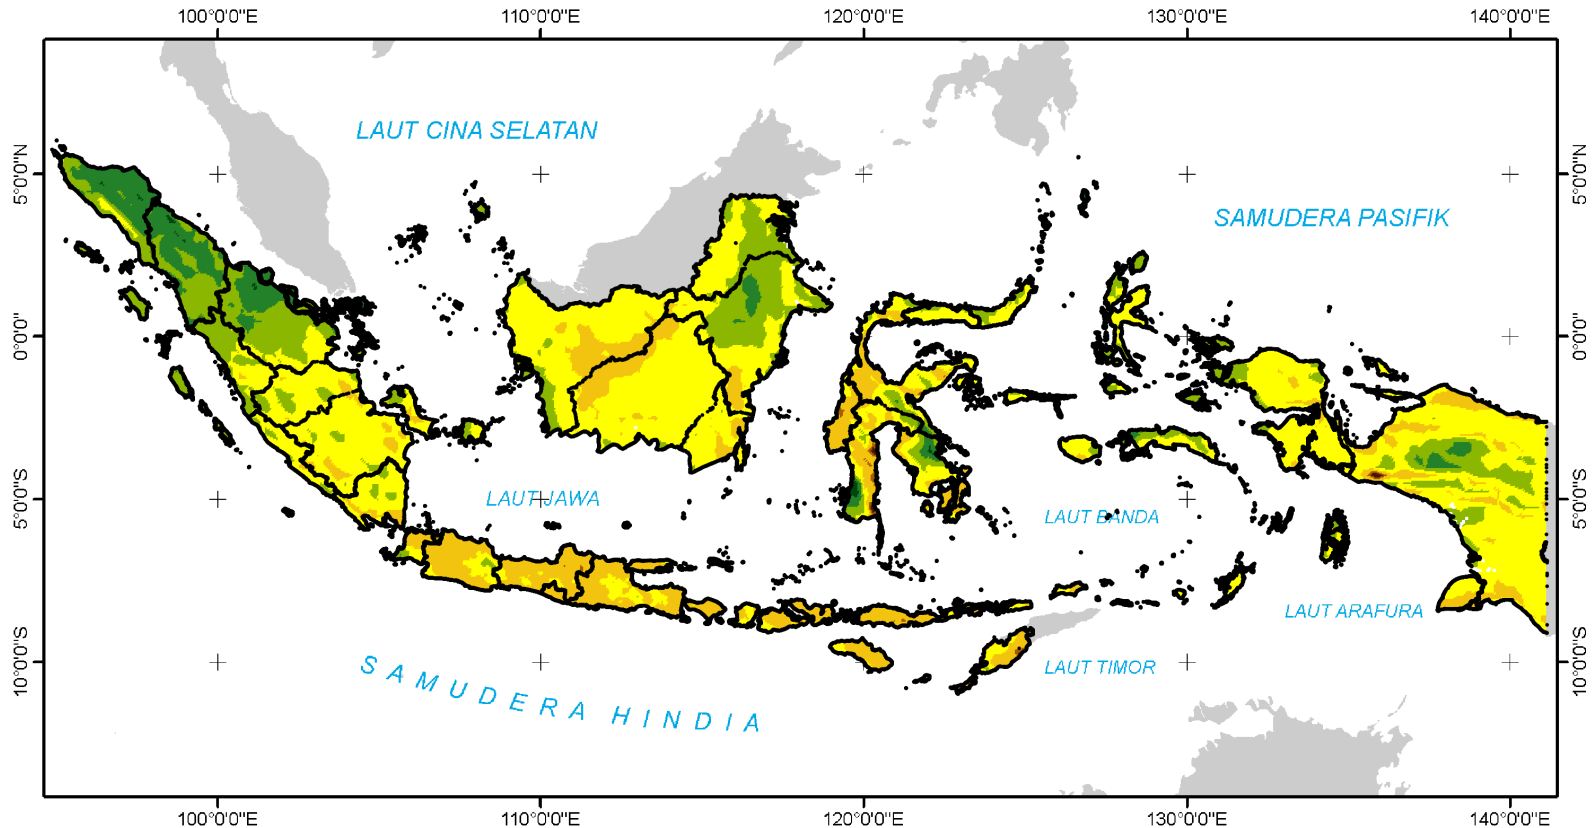 100°0'0"E 110°0'0"E 120°0'0"E 130°0'0"E 140°0'0"E
LAUT CINA SELATAN
5°0'0"N 5°0'0"N
SAMUDERA PASIFIK
0°0'0" 0°0'0"
LAUT JAWA
5°0'0"S 5°0'0"S
LAUT BANDA
LAUT ARAFURA
10°0'0"S 10°0'0"S
LAUT TIMOR
SAMUDERA HINDIA
100°0'0"E 110°0'0"E 120°0'0"E 130°0'0"E 140°0'0"E